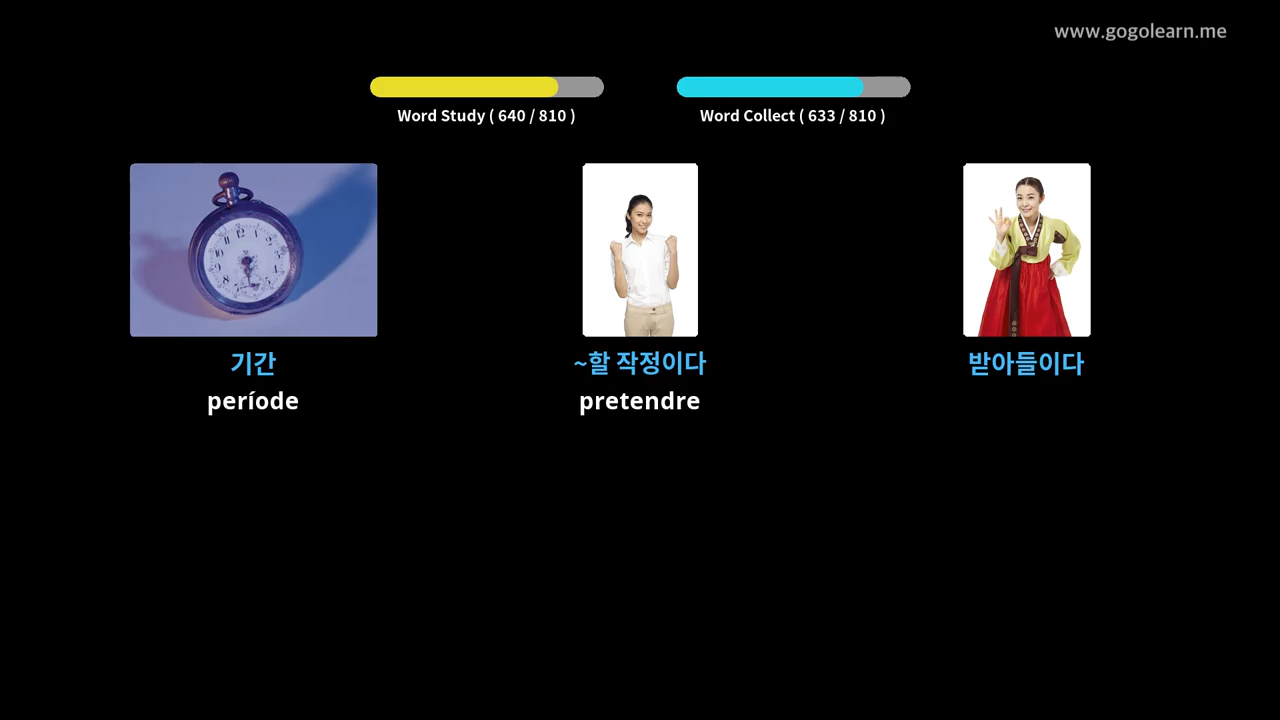 www.gogolearn.me
Word Study ( 640 / 810 )
Word Collect ( 633 / 810 )
기간
~할 작정이다
받아들이다
període
pretendre